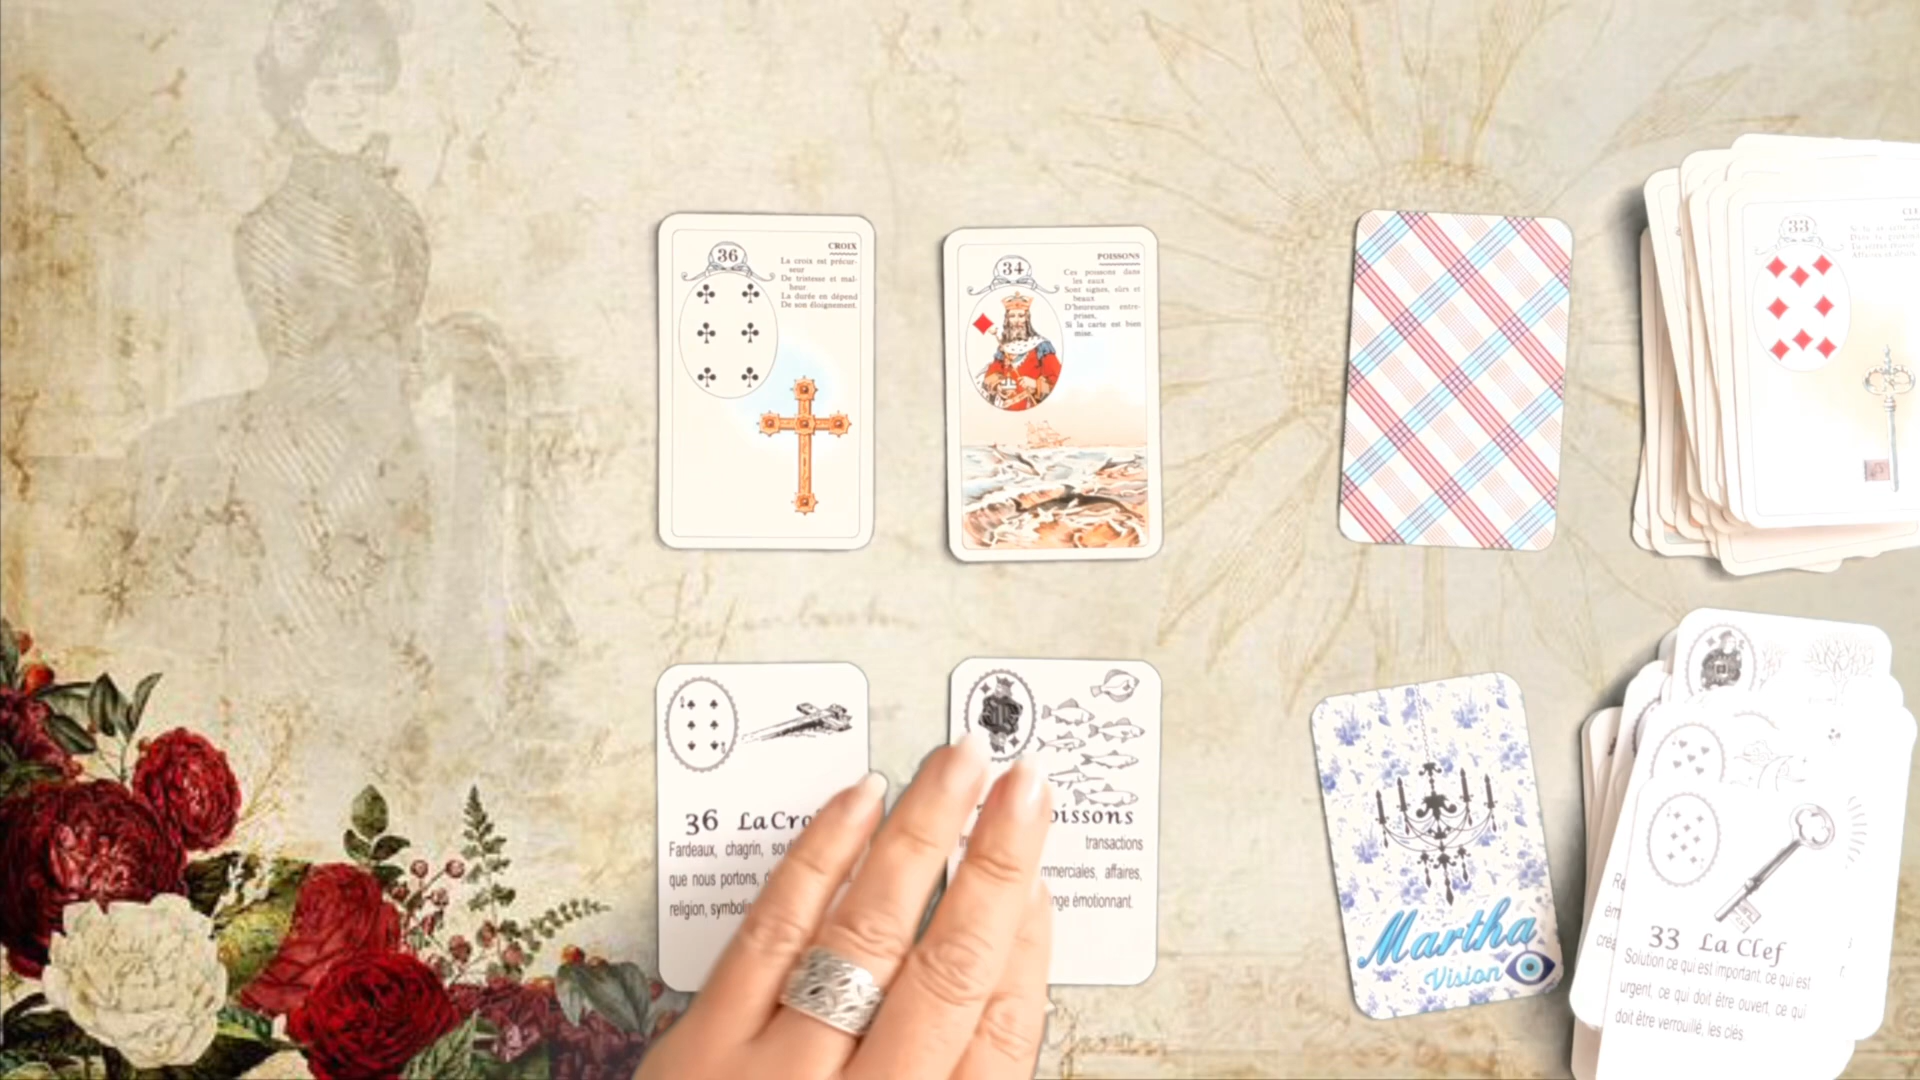 36
CROIX
La croix est précur-
seur
De tristesse et mal-
heur
La durée en dépend
De son éloignement.
34
POISSONS
Ces poissons dans
les eaux
Sont signes, sûrs et
beaux
D'heureuses entre-
prises,
Si la carte est bien
mise.
33
36 La Cro
Fardeaux, chagrin, sou
que nous portons, d
religion, symboli
oissons
transactions
mmerciales, affaires,
nge émotionnant.
Martha
Vision
33 La Clef
Solution ce qui est important, ce qui est
urgent, ce qui doit être ouvert, ce qui
doit être verrouillé, les clés